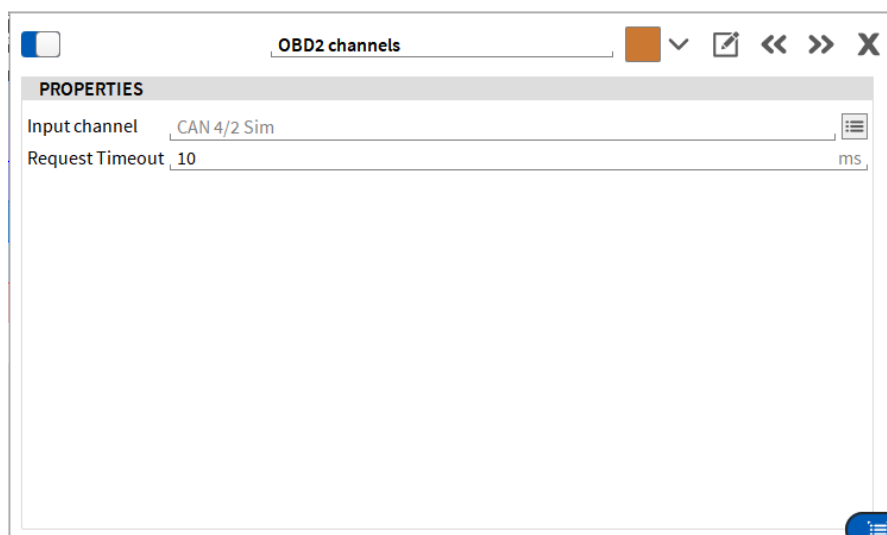 OBD2 channels
PROPERTIES
Input channel CAN 4/2 Sim
Request Timeout 10 ms